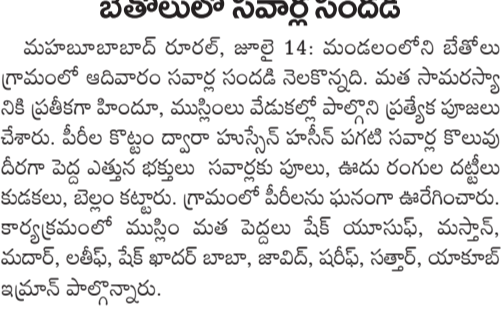 బేతోలులో సవార్ల సందడి
మహబూబాబాద్ రూరల్, జూలై 14: మండలంలోని బేతోలు
గ్రామంలో ఆదివారం సవార్ల సందడి నెలకొన్నది. మత సామరస్యా
నికి ప్రతీకగా హిందూ, ముస్లింలు వేడుకల్లో పాల్గొని ప్రత్యేక పూజలు
చేశారు. పీరీల కొట్టం ద్వారా హుస్సేన్ హసీన్ పగటి సవార్ల కొలువు
దీరగా పెద్ద ఎత్తున భక్తులు సవార్లకు పూలు, ఊదు రంగుల దట్టీలు
కుడకలు, బెల్లం కట్టారు. గ్రామంలో పీరీలను ఘనంగా ఊరేగించారు.
కార్యక్రమంలో ముస్లిం మత పెద్దలు షేక్ యూసుఫ్, మస్తాన్,
మదార్, లతీఫ్, షేక్ ఖాదర్ బాబా, జావిద్, షరీఫ్, సత్తార్, యాకూబ్
ఇమ్రాన్ పాల్గొన్నారు.